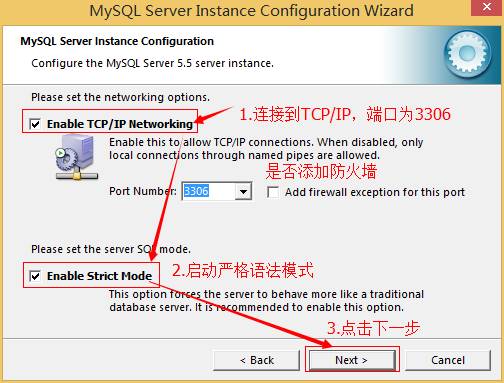 MySQL Server Instance Configuration Wizard
MySQL Server Instance Configuration
Configure the MySQL Server 5.5 server instance.
Please set the networking options.
Enable TCP/IP Networking
1.连接到TCP/IP，端口为3306
Enable this to allow TCP/IP connections. When disabled, only
local connections through named pipes are allowed.
是否添加防火墙
Port Number: 3306 Add firewall exception for this port
Please set the server SQL mode.
Enable Strict Mode
2.启动严格语法模式
This option forces the server to behave more like a traditional
database server. It is recommended to enable this option.
3.点击下一步
< Back Next > Cancel